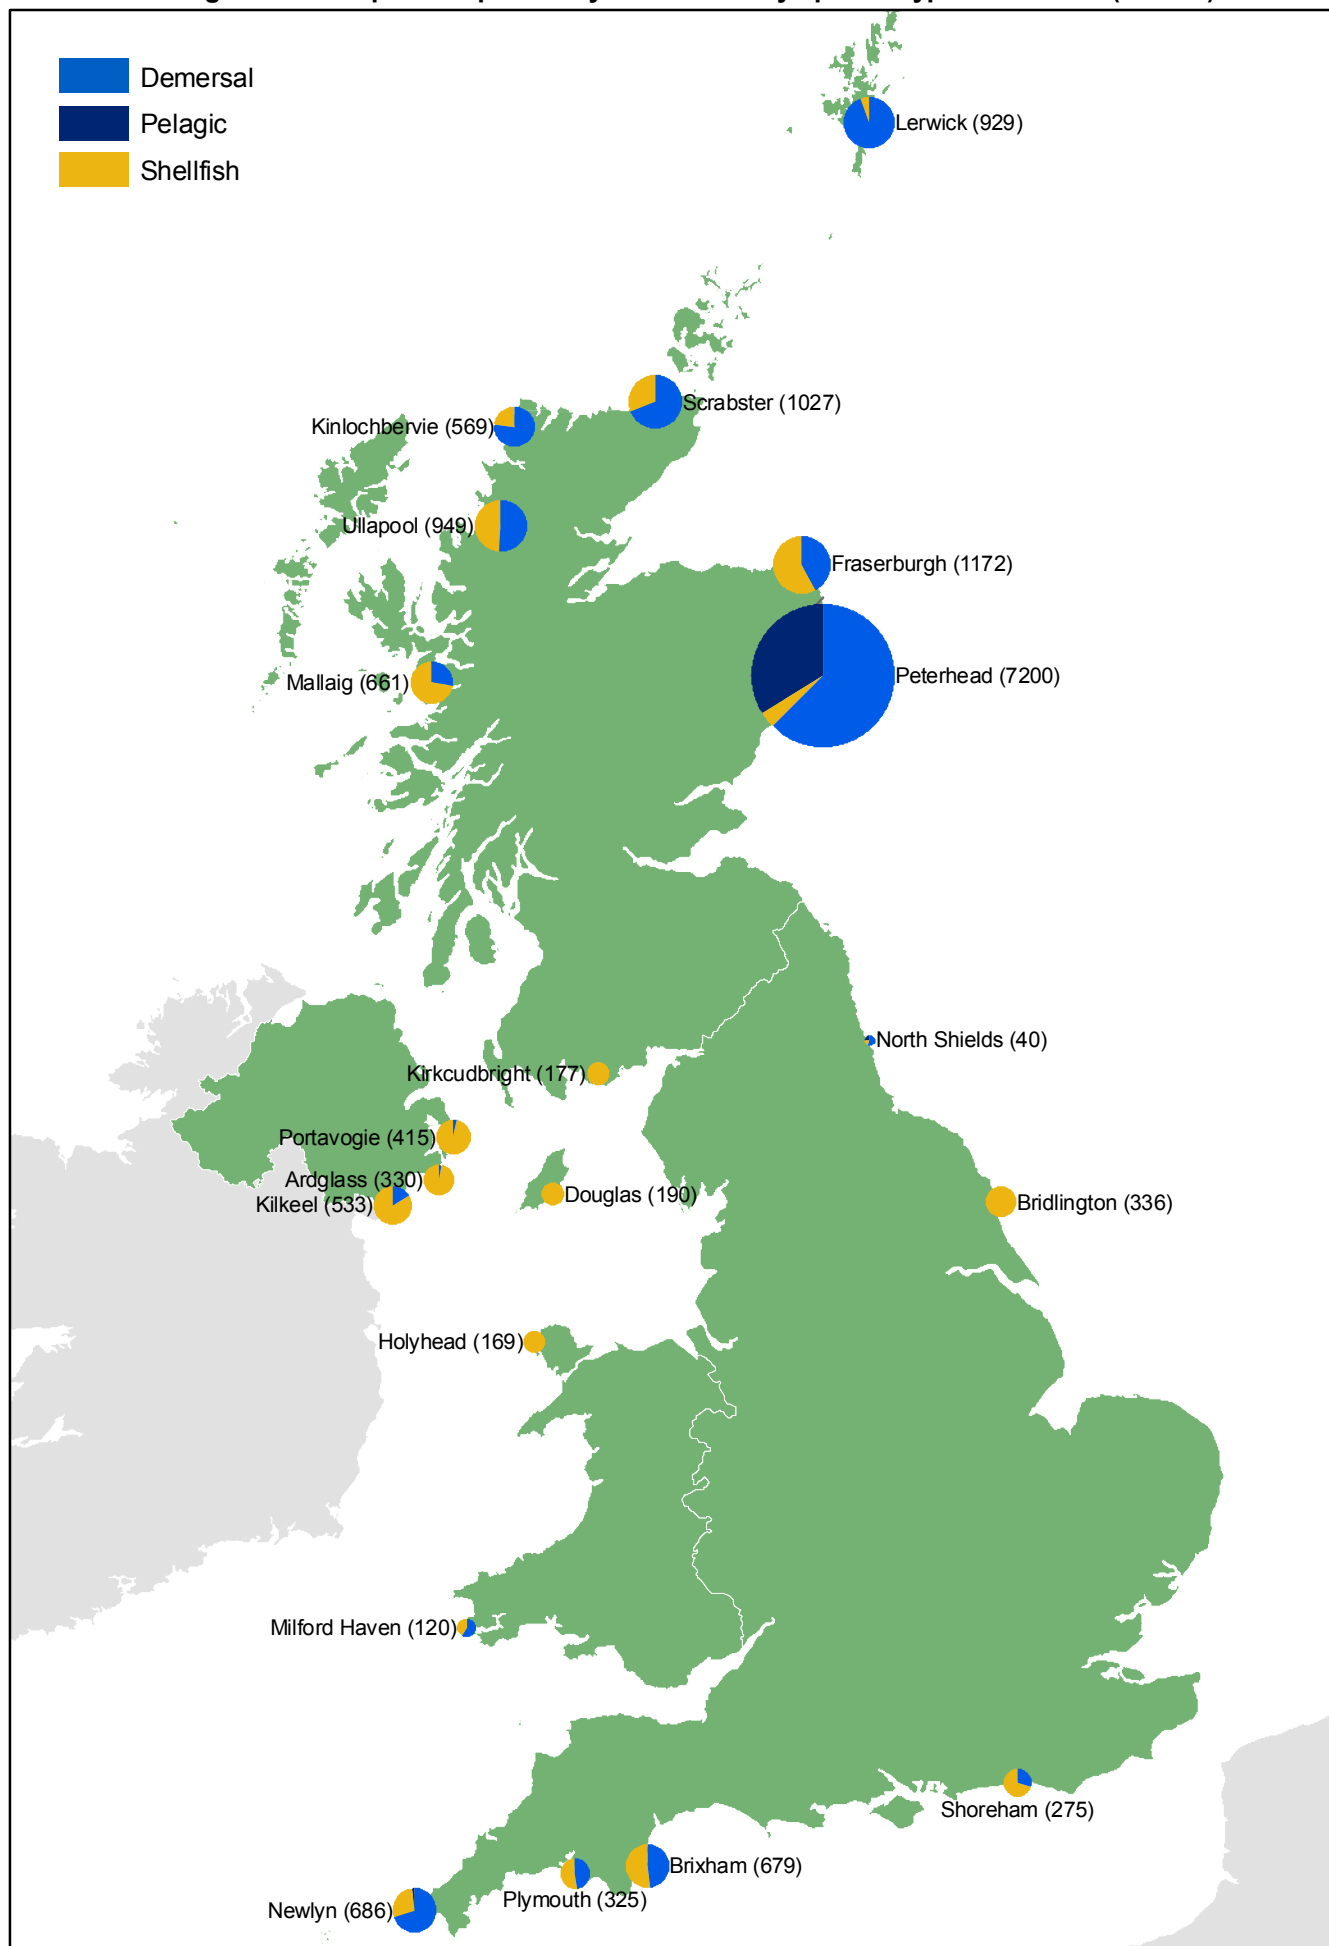 Demersal
Pelagic
Shellfish
Lerwick (929)
Scrabster (1027)
Kinlochbervie (569)
Ullapool (949)
Fraserburgh (1172)
Peterhead (7200)
Mallaig (661)
North Shields (40)
Kirkcudbright (177)
Portavogie (415)
Ardglass (330)
Kilkeel (533)
Douglas (190)
Bridlington (336)
Holyhead (169)
Milford Haven (120)
Shoreham (275)
Brixham (679)
Plymouth (325)
Newlyn (686)